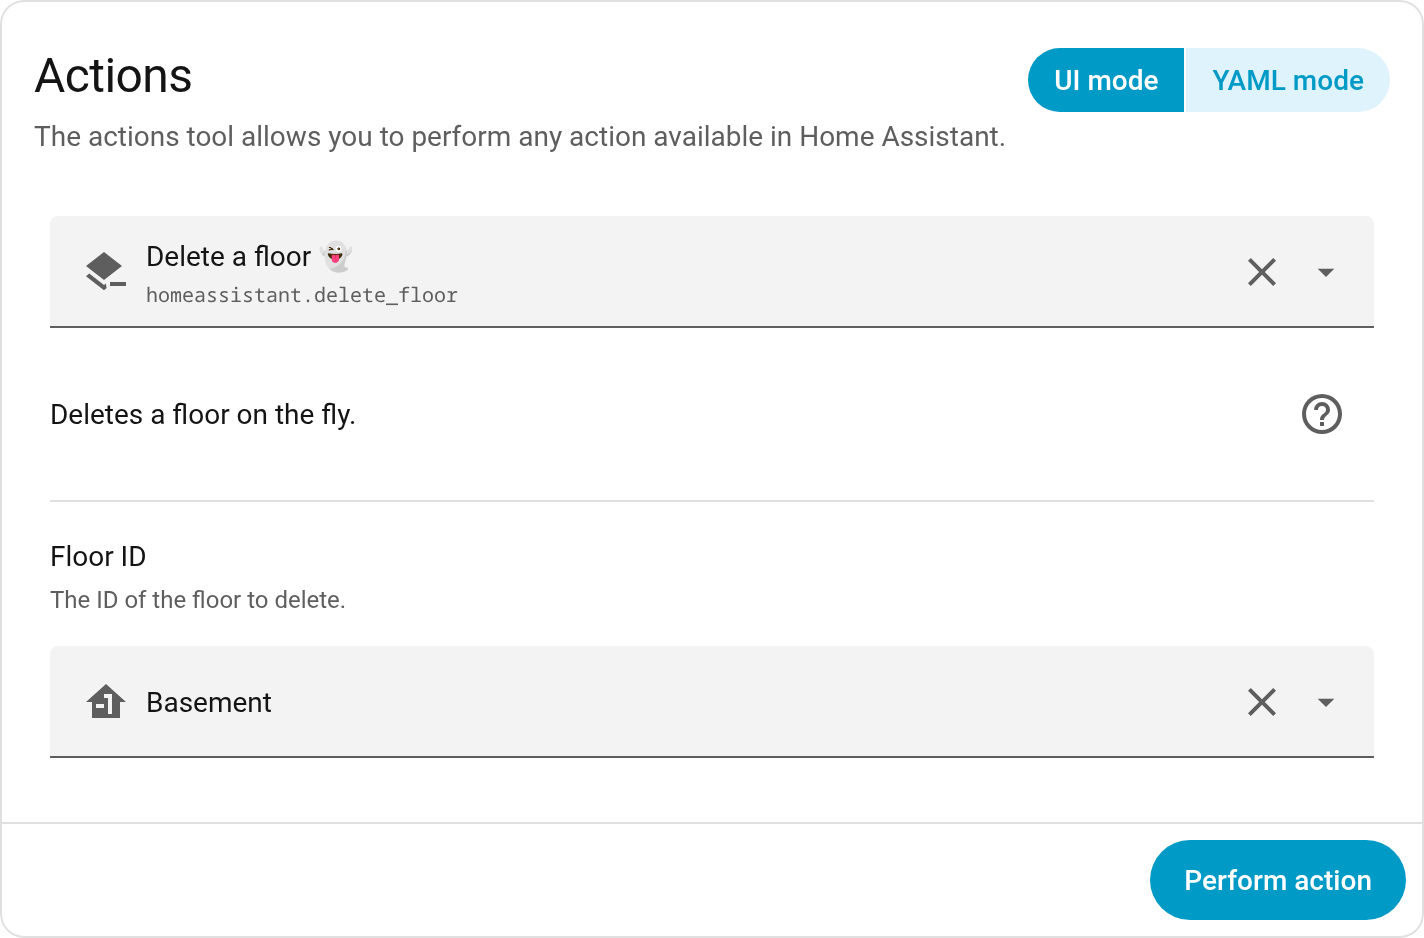 Actions
UI mode
YAML mode
The actions tool allows you to perform any action available in Home Assistant.
Delete a floor 👻
homeassistant.delete_floor
Deletes a floor on the fly.
Floor ID
The ID of the floor to delete.
-1
Basement
Perform action